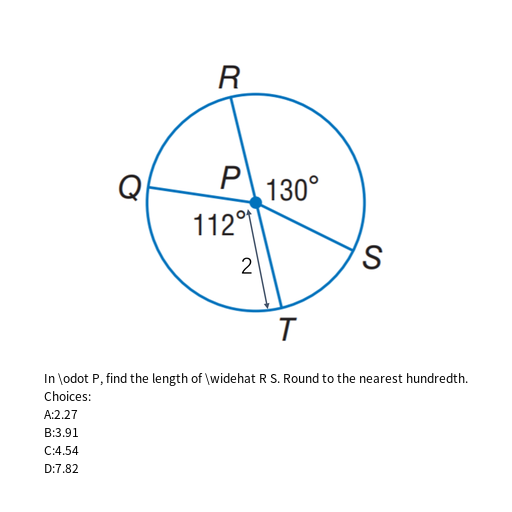 R
Q
P
130°
112°
2
S
T
In \odot P, find the length of \widehat R S. Round to the nearest hundredth.
Choices:
A:2.27
B:3.91
C:4.54
D:7.82